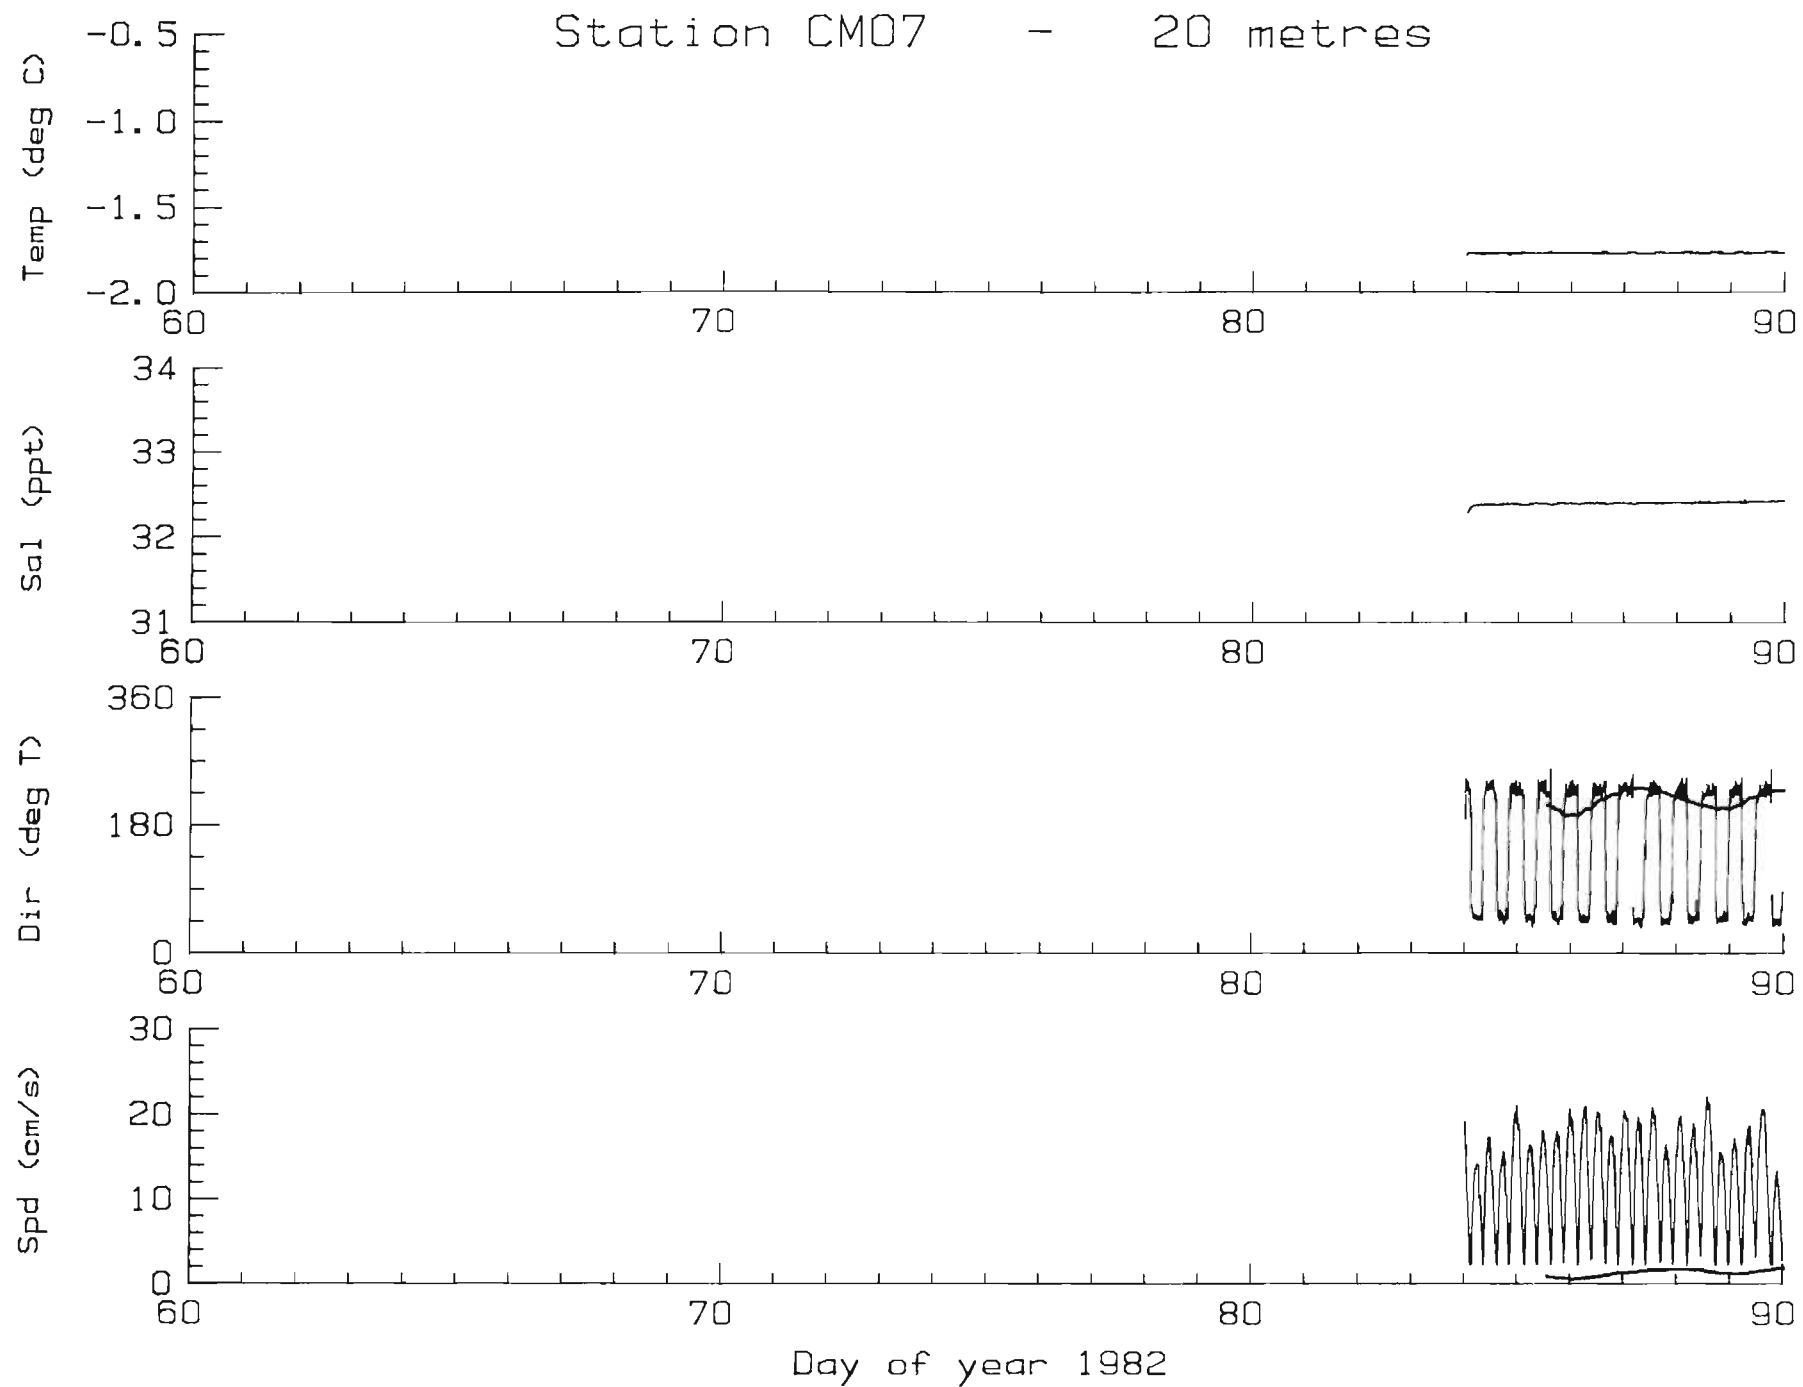 Station CM07 - 20 metres
Temp (deg C)
-0.5
-1.0
-1.5
-2.0
60 70 80 90
Sal (ppt)
34
33
32
31
60 70 80 90
Dir (deg T)
360
180
0
60 70 80 90
Spd (cm/s)
30
20
10
0
60 70 80 90
Day of year 1982